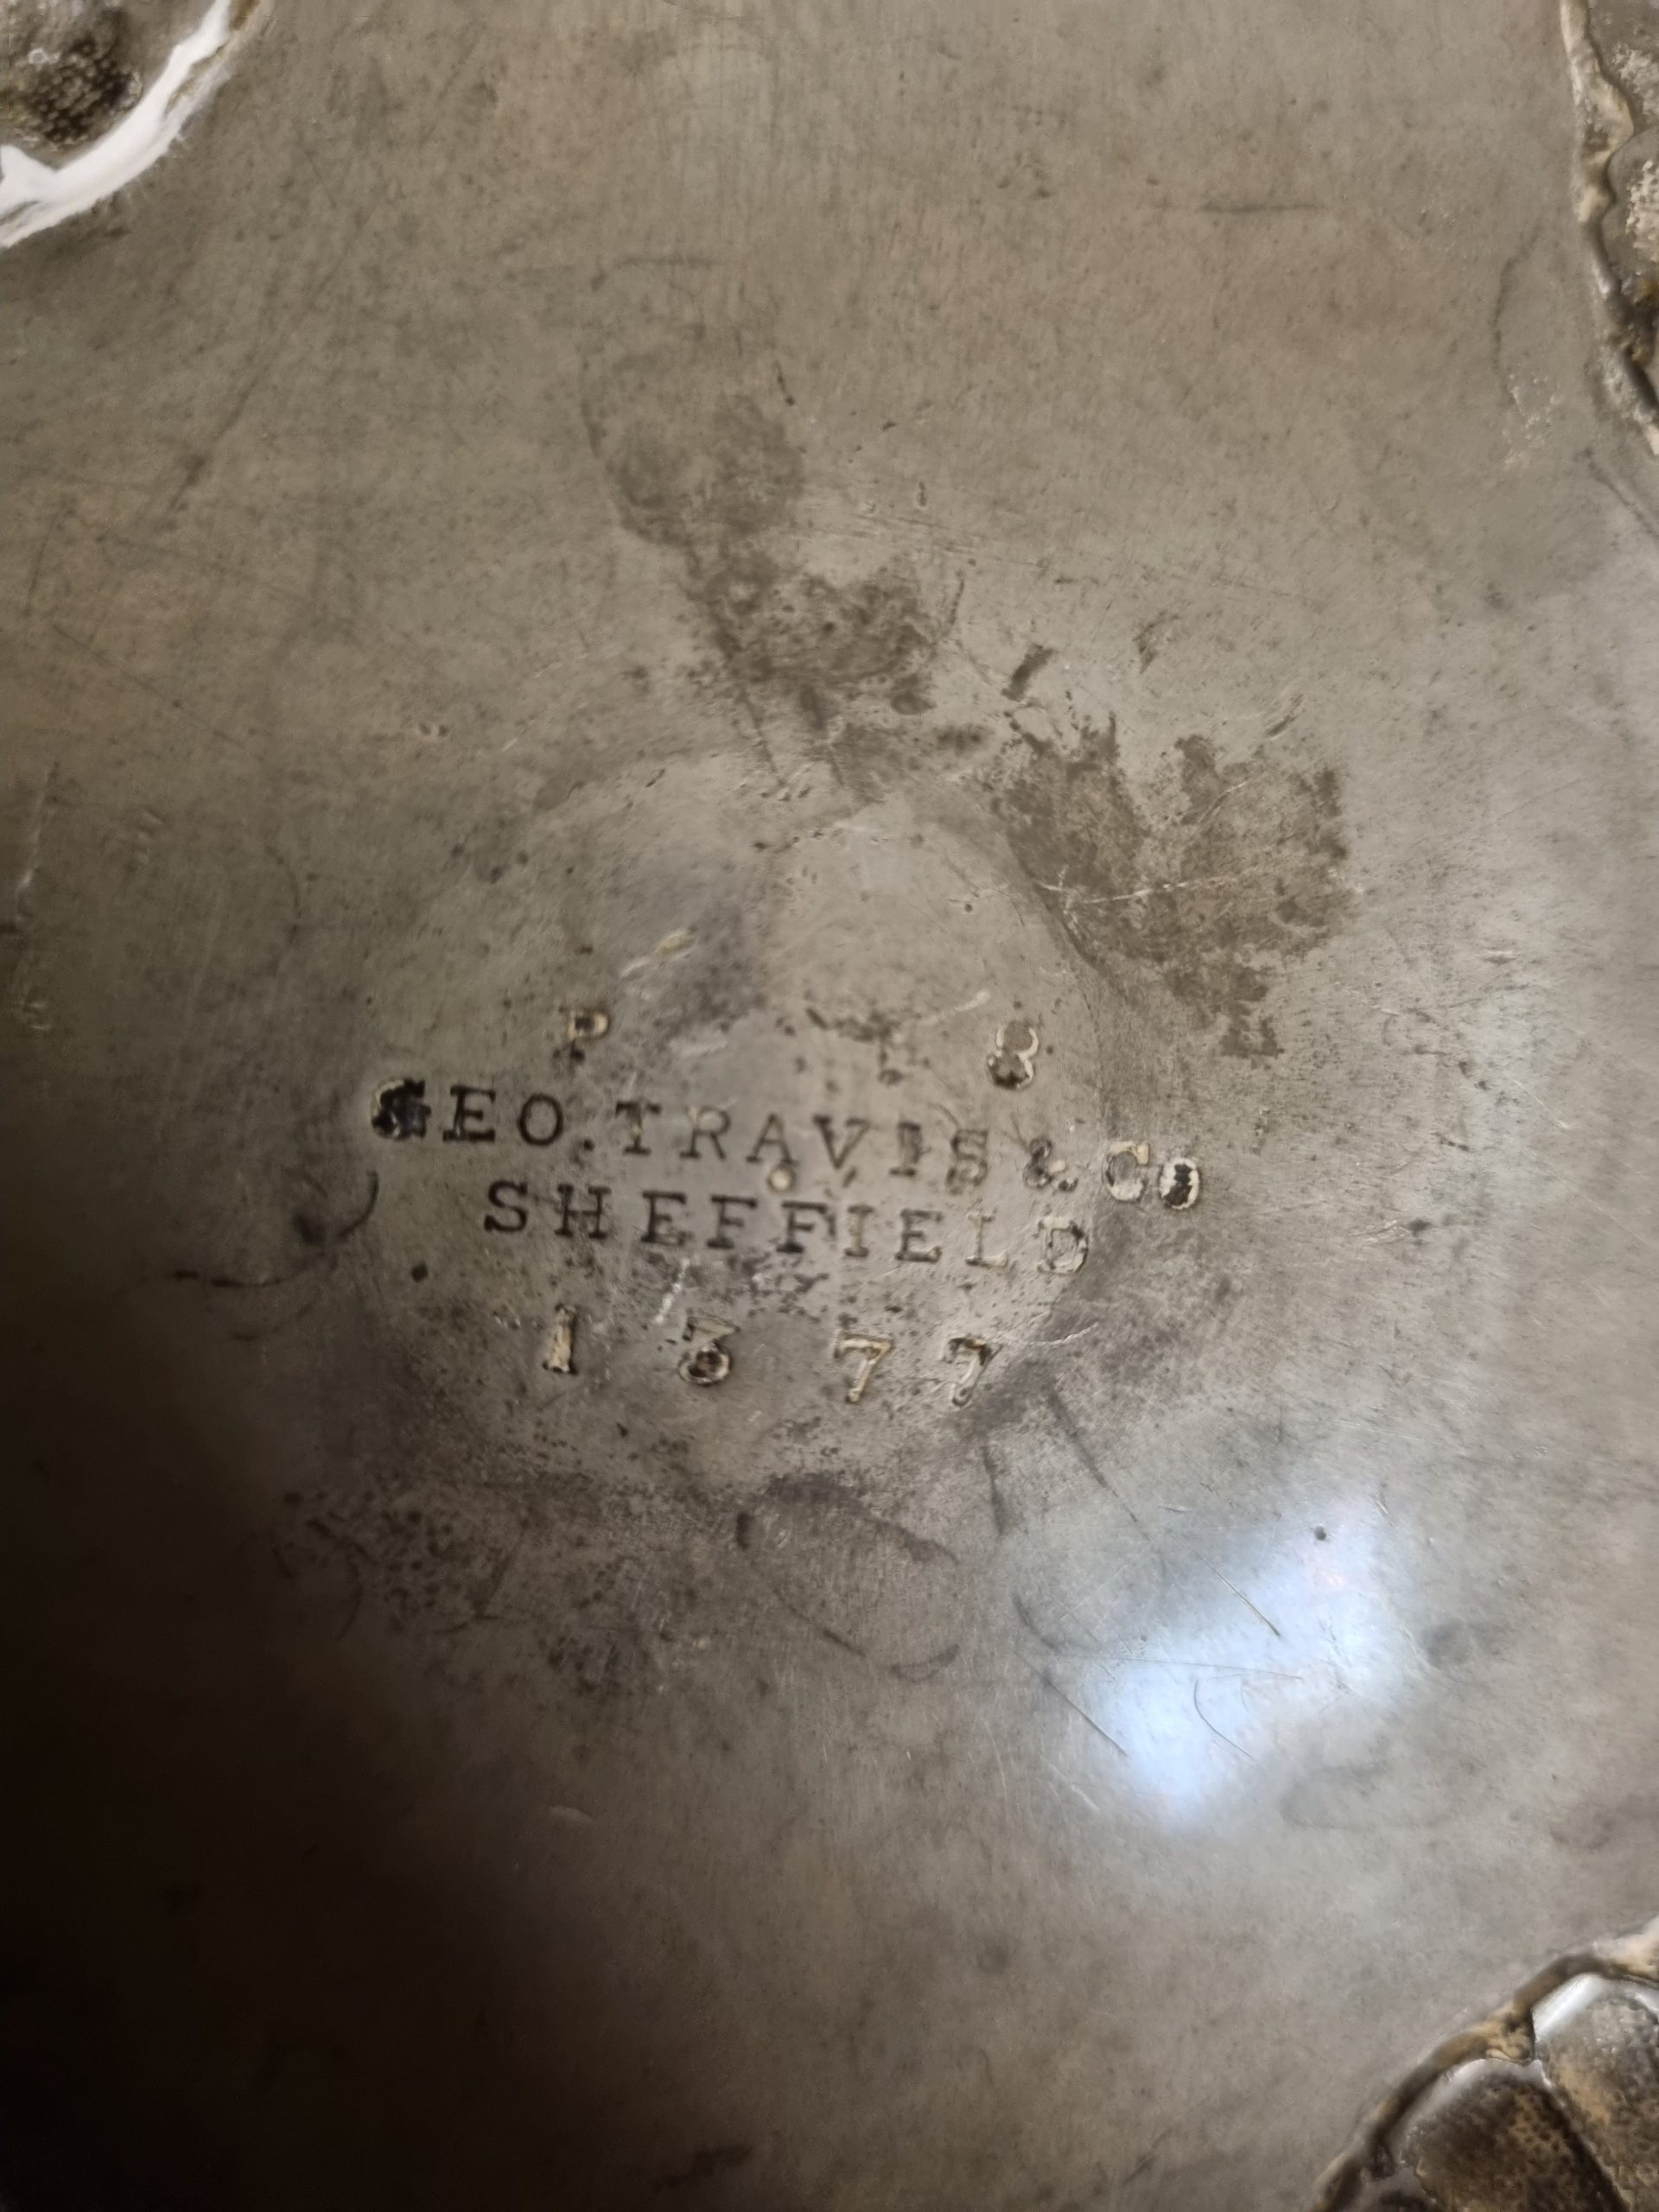 P 8
GEO. TRAVIS & CO
SHEFFIELD
1377